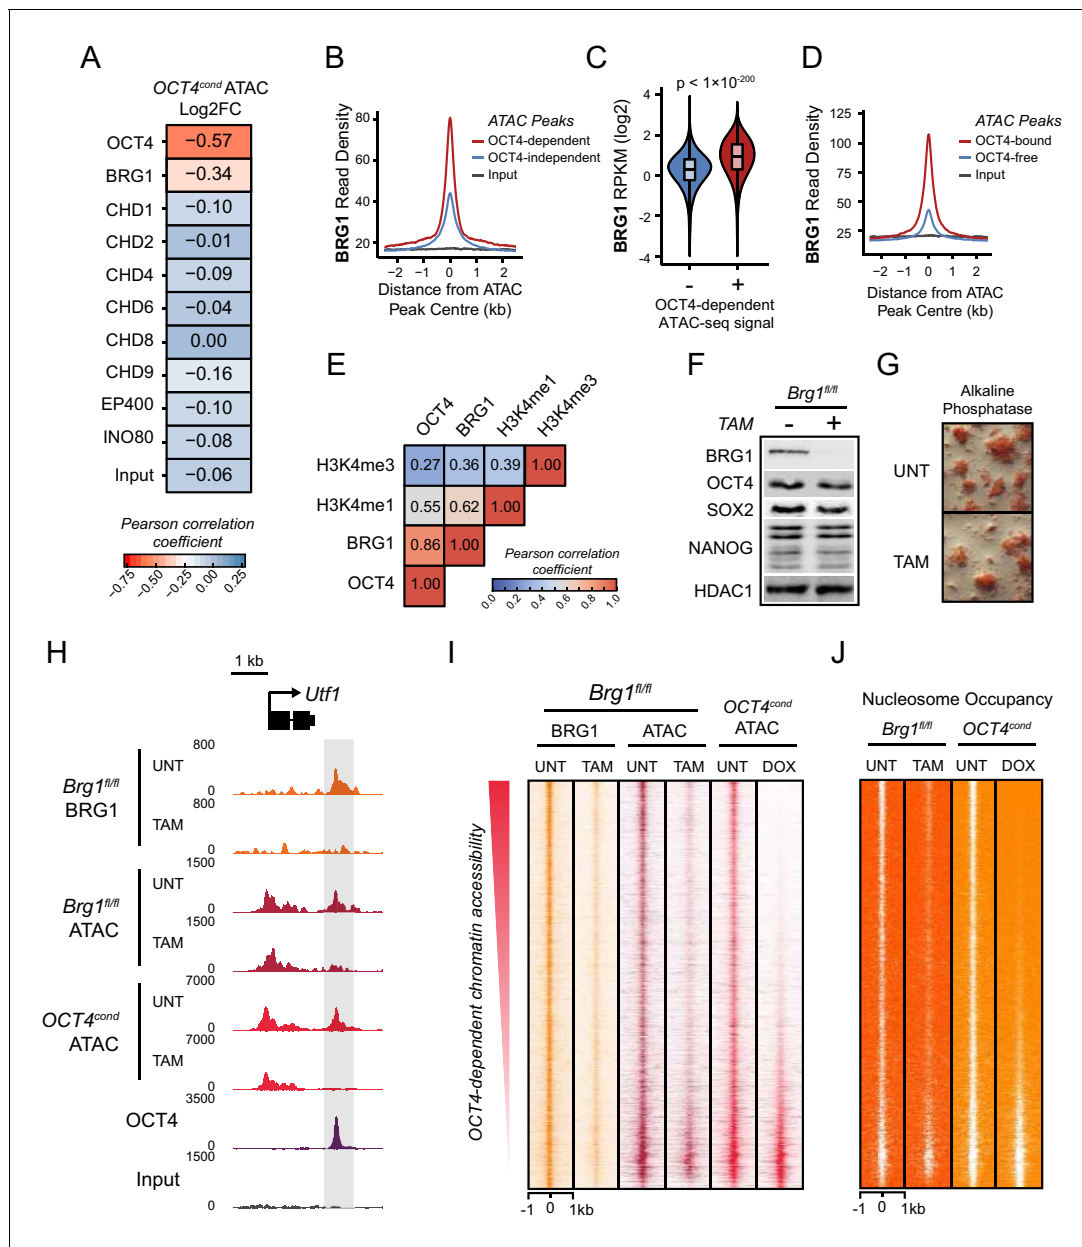 A
OCT4cond ATAC
Log2FC
OCT4 −0.57
BRG1 −0.34
CHD1 −0.10
CHD2 −0.01
CHD4 −0.09
CHD6 −0.04
CHD8 0.00
CHD9 −0.16
EP400 −0.10
INO80 −0.08
Input −0.06
Pearson correlation
coefficient
−0.75 −0.50 −0.25 0.00 0.25
B
BRG1 Read Density
80
60
40
20
ATAC Peaks
OCT4-dependent
OCT4-independent
Input
−2 −1 0 1 2
Distance from ATAC
Peak Centre (kb)
C
p < 1×10-200
BRG1 RPKM (log2)
4
2
0
-2
-4
- +
OCT4-dependent
ATAC-seq signal
D
BRG1 Read Density
125
100
75
50
25
ATAC Peaks
OCT4-bound
OCT4-free
Input
−2 −1 0 1 2
Distance from ATAC
Peak Centre (kb)
E
OCT4 BRG1 H3K4me1 H3K4me3
H3K4me3 0.27 0.36 0.39 1.00
H3K4me1 0.55 0.62 1.00
BRG1 0.86 1.00
OCT4 1.00
Pearson correlation
coefficient
0.0 0.2 0.4 0.6 0.8 1.0
F
Brg1fl/fl
TAM - +
BRG1
OCT4
SOX2
NANOG
HDAC1
G
Alkaline
Phosphatase
UNT
TAM
H
1 kb
Utf1
Brg1fl/fl
BRG1
UNT
800
0
TAM
800
0
Brg1fl/fl
ATAC
UNT
1500
0
TAM
1500
0
OCT4cond
ATAC
UNT
7000
0
TAM
7000
0
OCT4
3500
0
Input
1500
0
I
Brg1fl/fl
OCT4cond
ATAC
BRG1 ATAC
UNT TAM UNT TAM UNT DOX
OCT4-dependent chromatin accessibility
-1 0 1kb
J
Nucleosome Occupancy
Brg1fl/fl OCT4cond
UNT TAM UNT DOX
-1 0 1kb